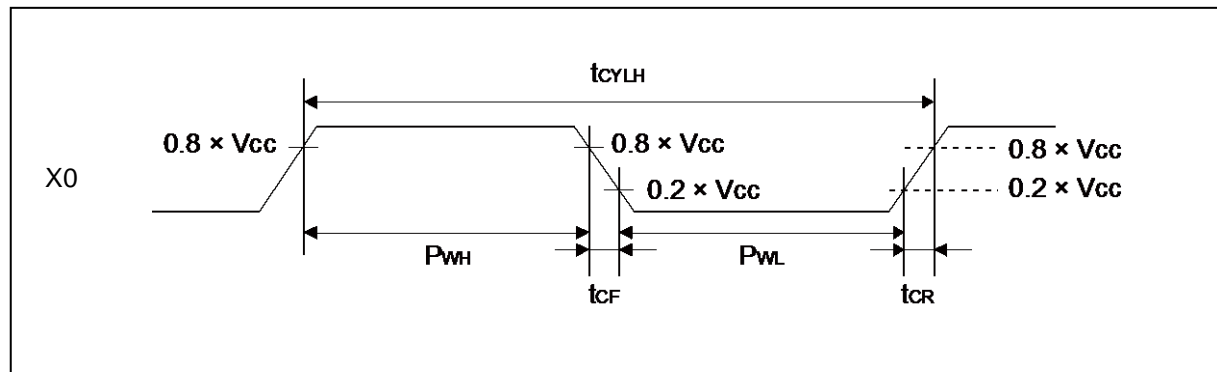 tCYLH
0.8 × Vcc
0.8 × Vcc
0.8 × Vcc
X0
0.2 × Vcc
0.2 × Vcc
PWH
PWL
tCF
tCR